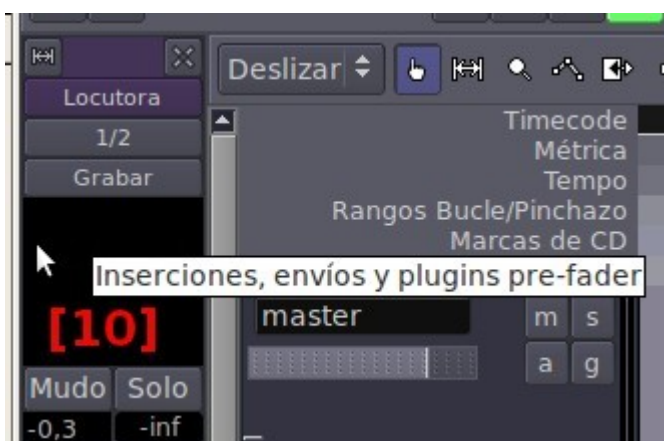 Locutora
1/2
Grabar
Deslizar
Timecode
Métrica
Tempo
Rangos Bucle/Pinchazo
Marcas de CD
Inserciones, envíos y plugins pre-fader
[10]
master
m s
a g
Mudo Solo
-0,3 -inf